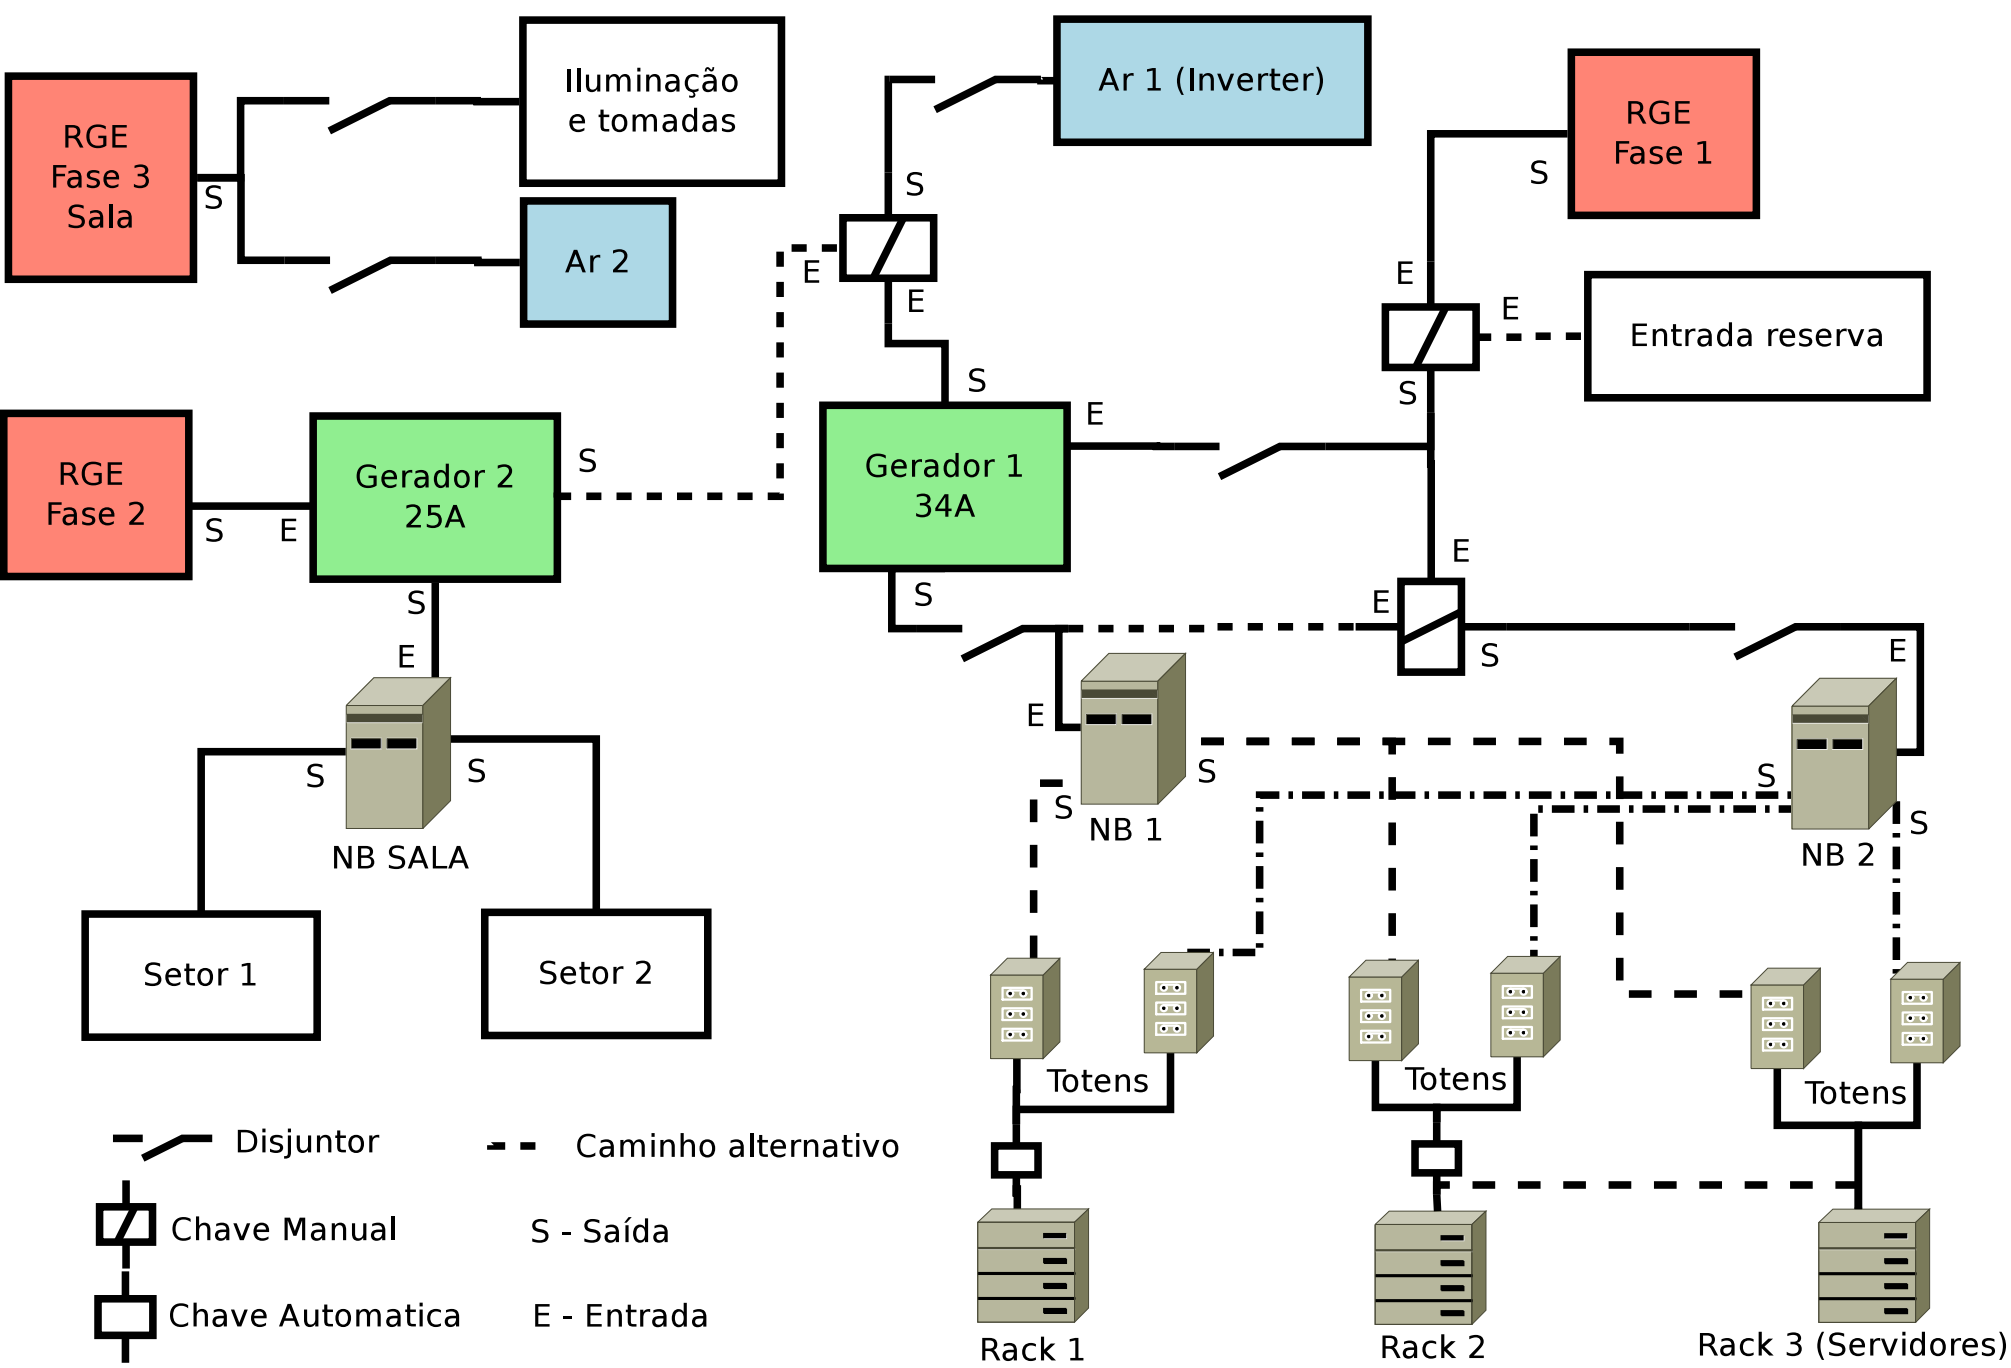 RGE
Fase 3
Sala
S
Iluminação
e tomadas
Ar 2
Ar 1 (Inverter)
S
E
E
RGE
Fase 1
S
E
E
Entrada reserva
S
RGE
Fase 2
S
E
Gerador 2
25A
S
S
E
NB SALA
S
S
Setor 1
Setor 2
S
Gerador 1
34A
E
S
E
E
S
E
E
S
S
NB 1
S
S
NB 2
Totens
Totens
Totens
Disjuntor
Caminho alternativo
Chave Manual
S - Saída
Chave Automatica
E - Entrada
Rack 1
Rack 2
Rack 3 (Servidores)